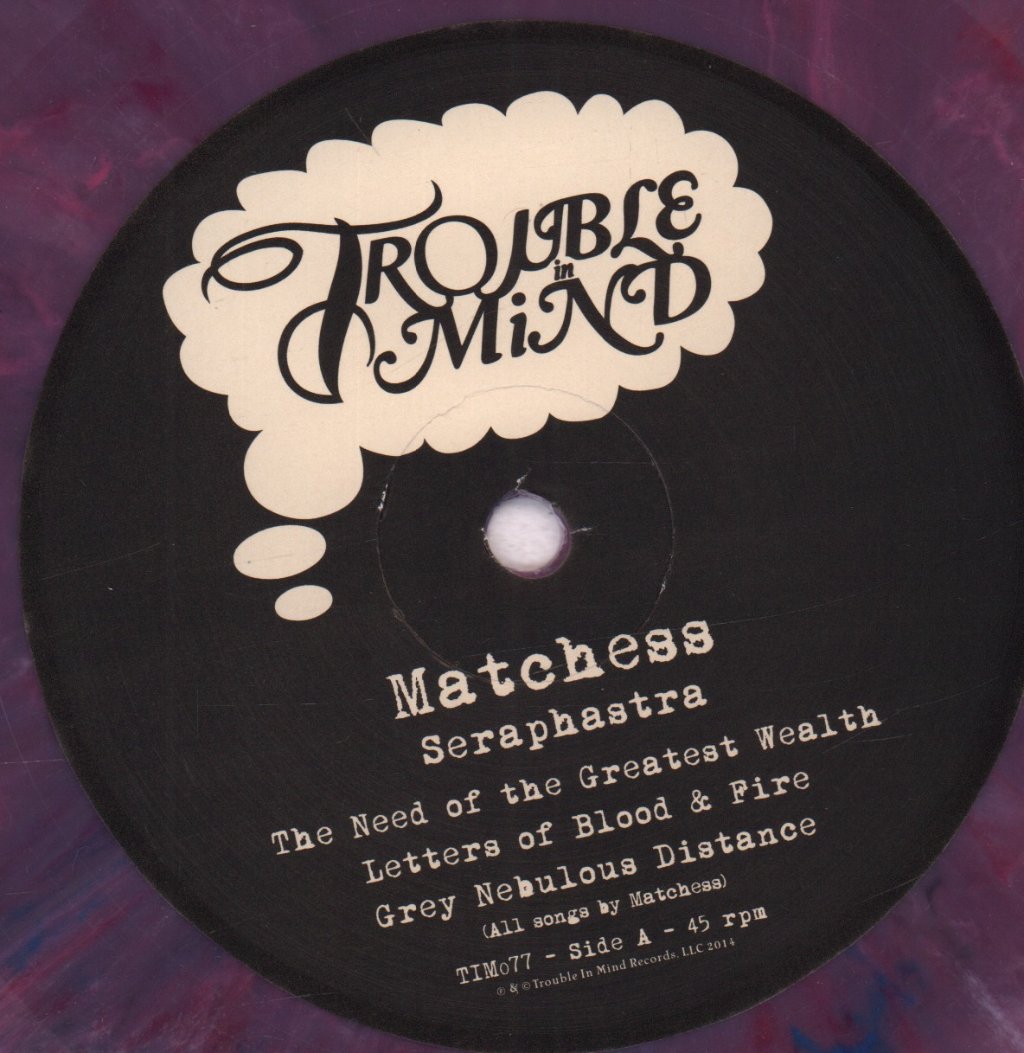 TROUBLE
in
MiND
Matchess
Seraphastra
The Need of the Greatest Wealth
Letters of Blood & Fire
Grey Nebulous Distance
(All songs by Matchess)
TIM077 - Side A - 45 rpm
℗ & © Trouble In Mind Records, LLC 2014